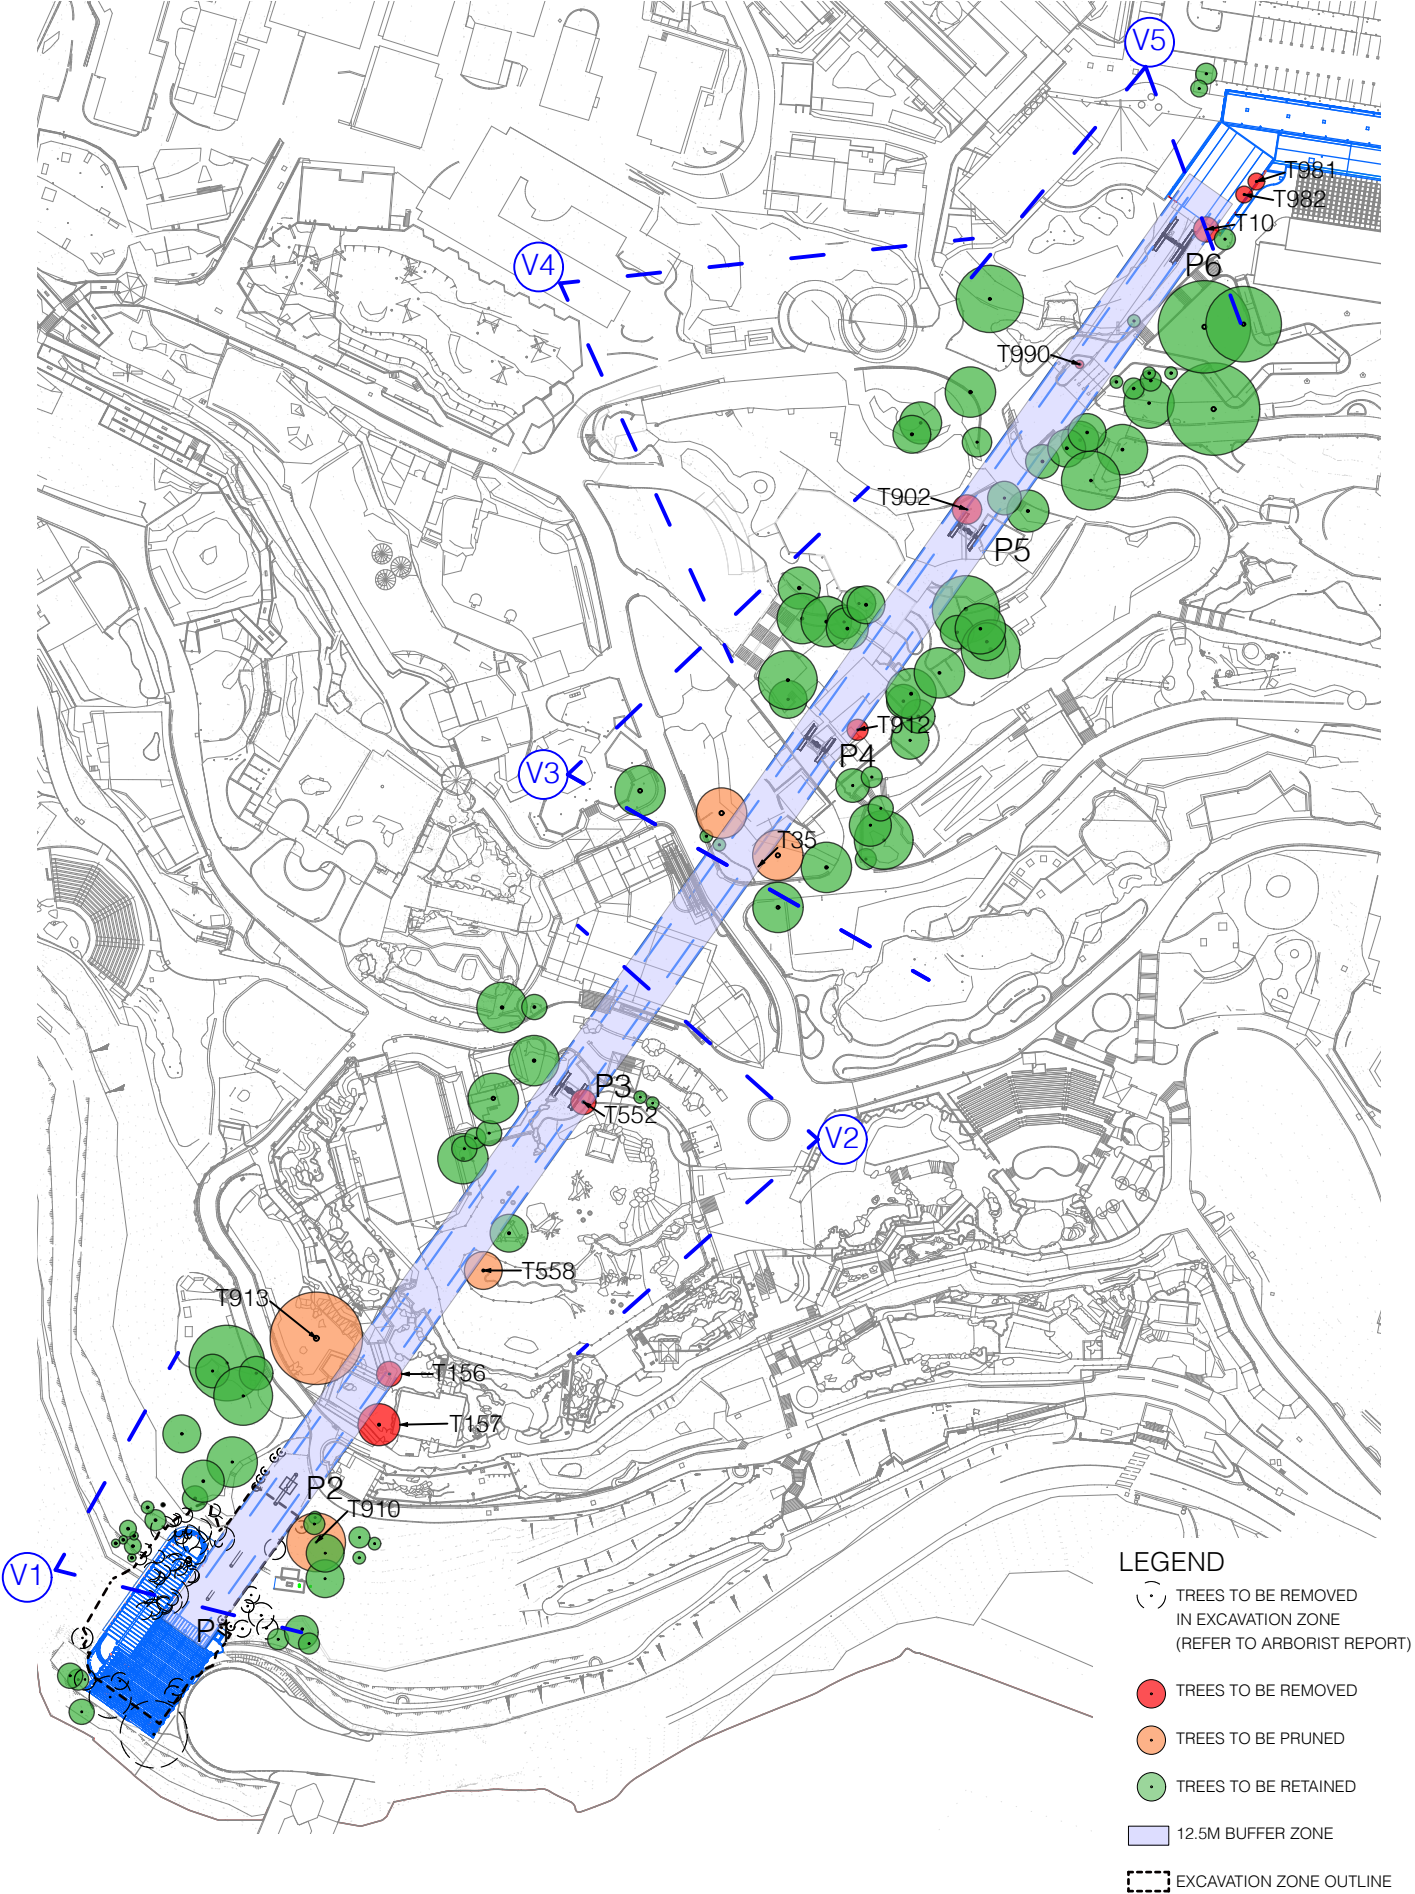 V5
T981
T982
T10
V4
P6
T990
T902
P5
T912
P4
V3
T35
P3
T552
V2
T558
T913
T156
T157
P2
T910
V1
P1
LEGEND
TREES TO BE REMOVED
IN EXCAVATION ZONE
(REFER TO ARBORIST REPORT)
TREES TO BE REMOVED
TREES TO BE PRUNED
TREES TO BE RETAINED
12.5M BUFFER ZONE
EXCAVATION ZONE OUTLINE